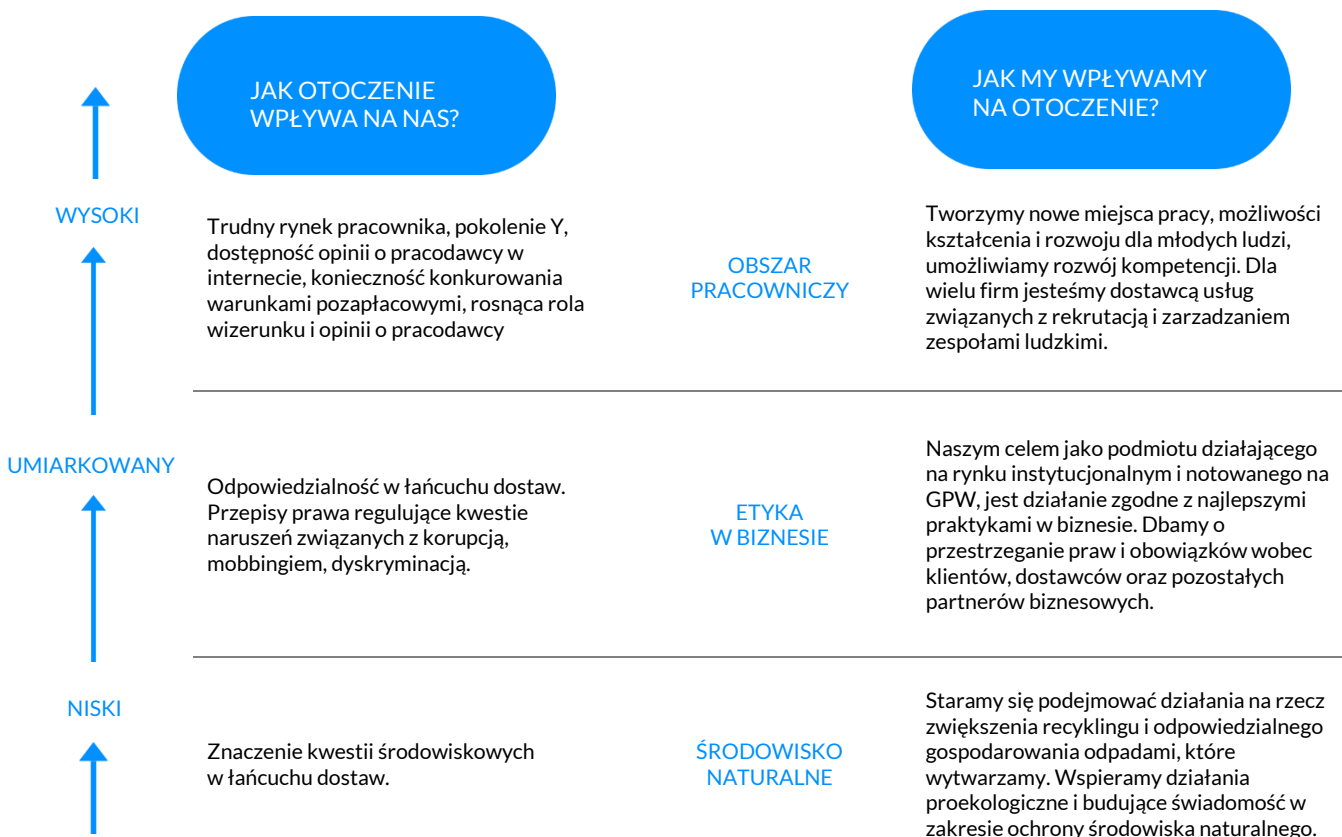 JAK OTOCZENIE
WPŁYWA NA NAS?
JAK MY WPŁYWAMY
NA OTOCZENIE?
WYSOKI
Trudny rynek pracownika, pokolenie Y,
dostępność opinii o pracodawcy w
internecie, konieczność konkurowania
warunkami pozapłacowymi, rosnąca rola
wizerunku i opinii o pracodawcy
OBSZAR
PRACOWNICZY
Tworzymy nowe miejsca pracy, możliwości
kształcenia i rozwoju dla młodych ludzi,
umożliwiamy rozwój kompetencji. Dla
wielu firm jesteśmy dostawcą usług
związanych z rekrutacją i zarzadzaniem
zespołami ludzkimi.
UMIARKOWANY
Odpowiedzialność w łańcuchu dostaw.
Przepisy prawa regulujące kwestie
naruszeń związanych z korupcją,
mobbingiem, dyskryminacją.
ETYKA
W BIZNESIE
Naszym celem jako podmiotu działającego
na rynku instytucjonalnym i notowanego na
GPW, jest działanie zgodne z najlepszymi
praktykami w biznesie. Dbamy o
przestrzeganie praw i obowiązków wobec
klientów, dostawców oraz pozostałych
partnerów biznesowych.
NISKI
Znaczenie kwestii środowiskowych
w łańcuchu dostaw.
ŚRODOWISKO
NATURALNE
Staramy się podejmować działania na rzecz
zwiększenia recyklingu i odpowiedzialnego
gospodarowania odpadami, które
wytwarzamy. Wspieramy działania
proekologiczne i budujące świadomość w
zakresie ochrony środowiska naturalnego.